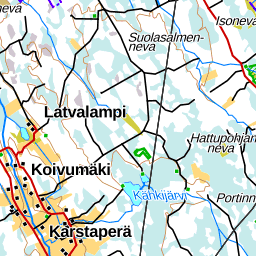 Isoneva
Suolasalmen-
neva
Latvalampi
Hattupohjan-
neva
Koivumäki
Kähkijärvi
Portinn
Karstaperä